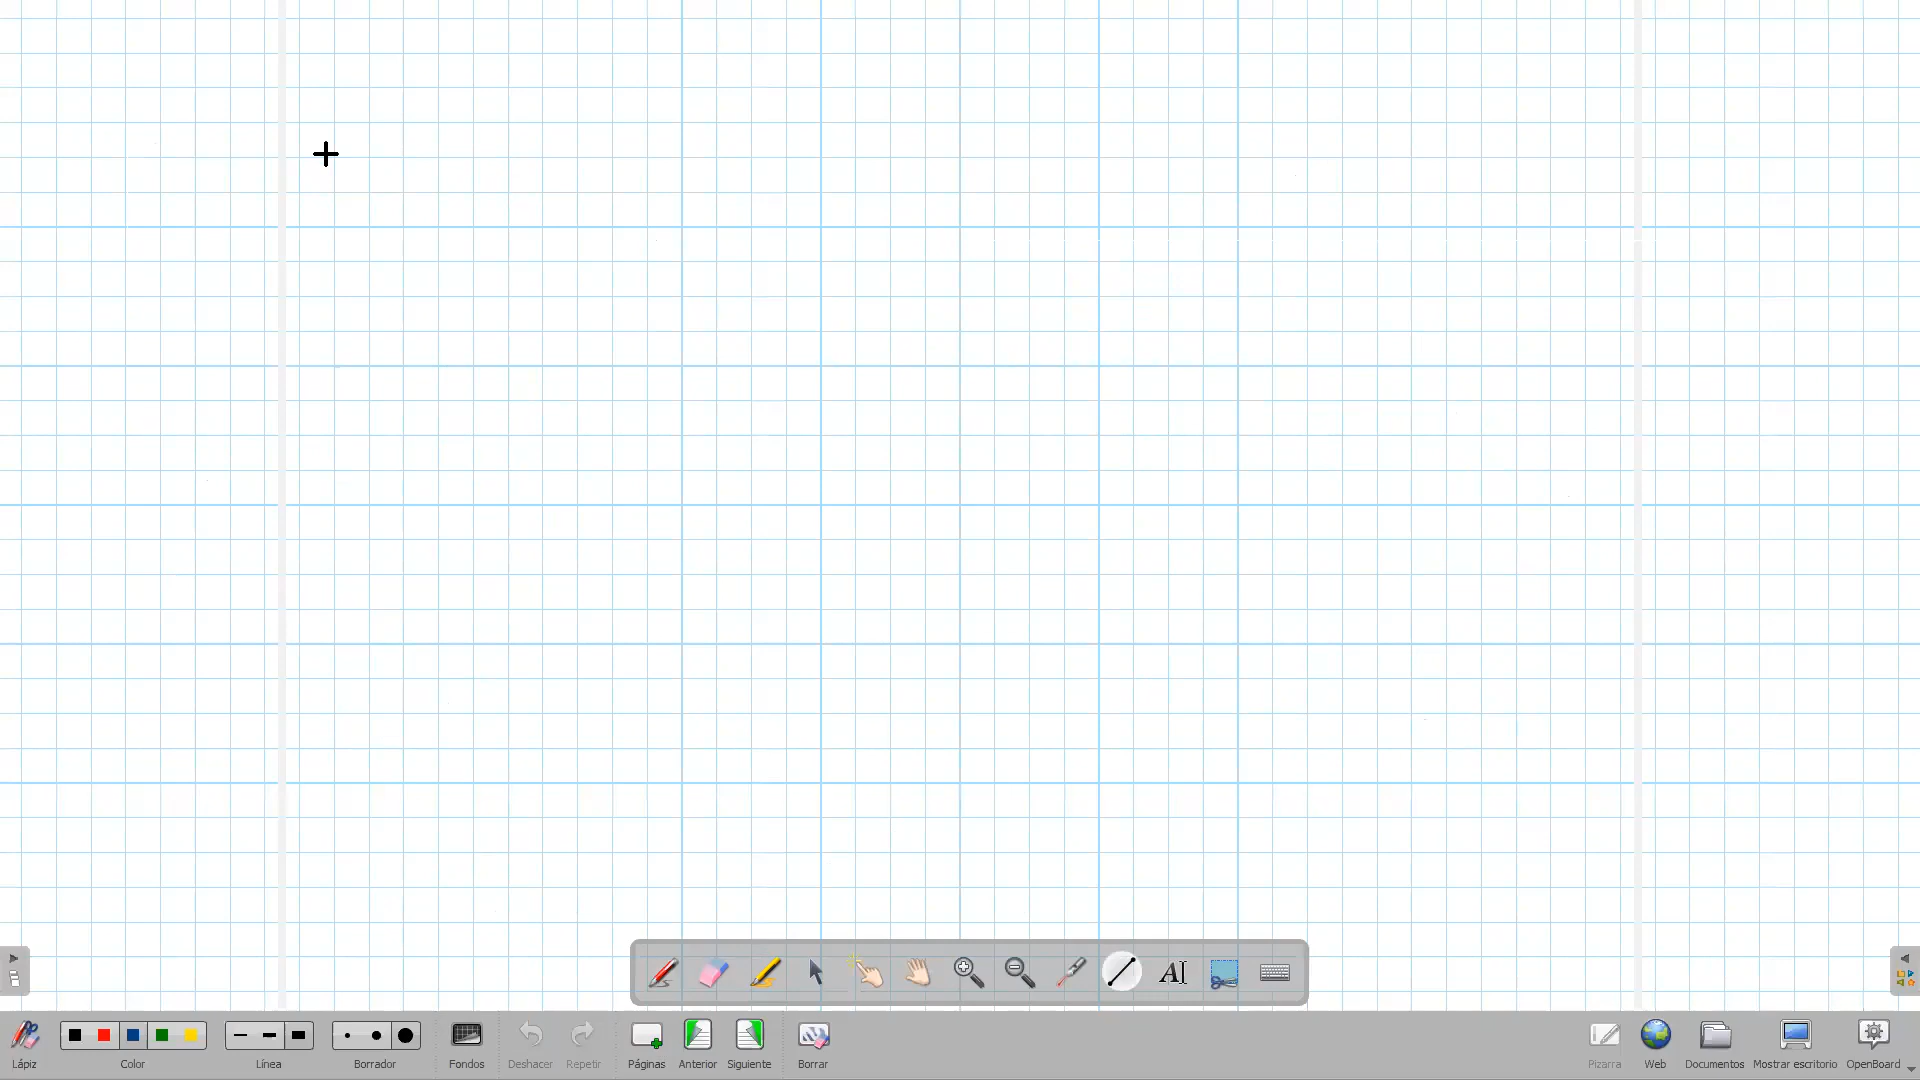 Lápiz
Color
Línea
Borrador
Fondos
Deshacer
Repetir
Páginas
Anterior
Siguiente
Borrar
Pizarra
Web
Documentos
Mostrar escritorio
OpenBoard